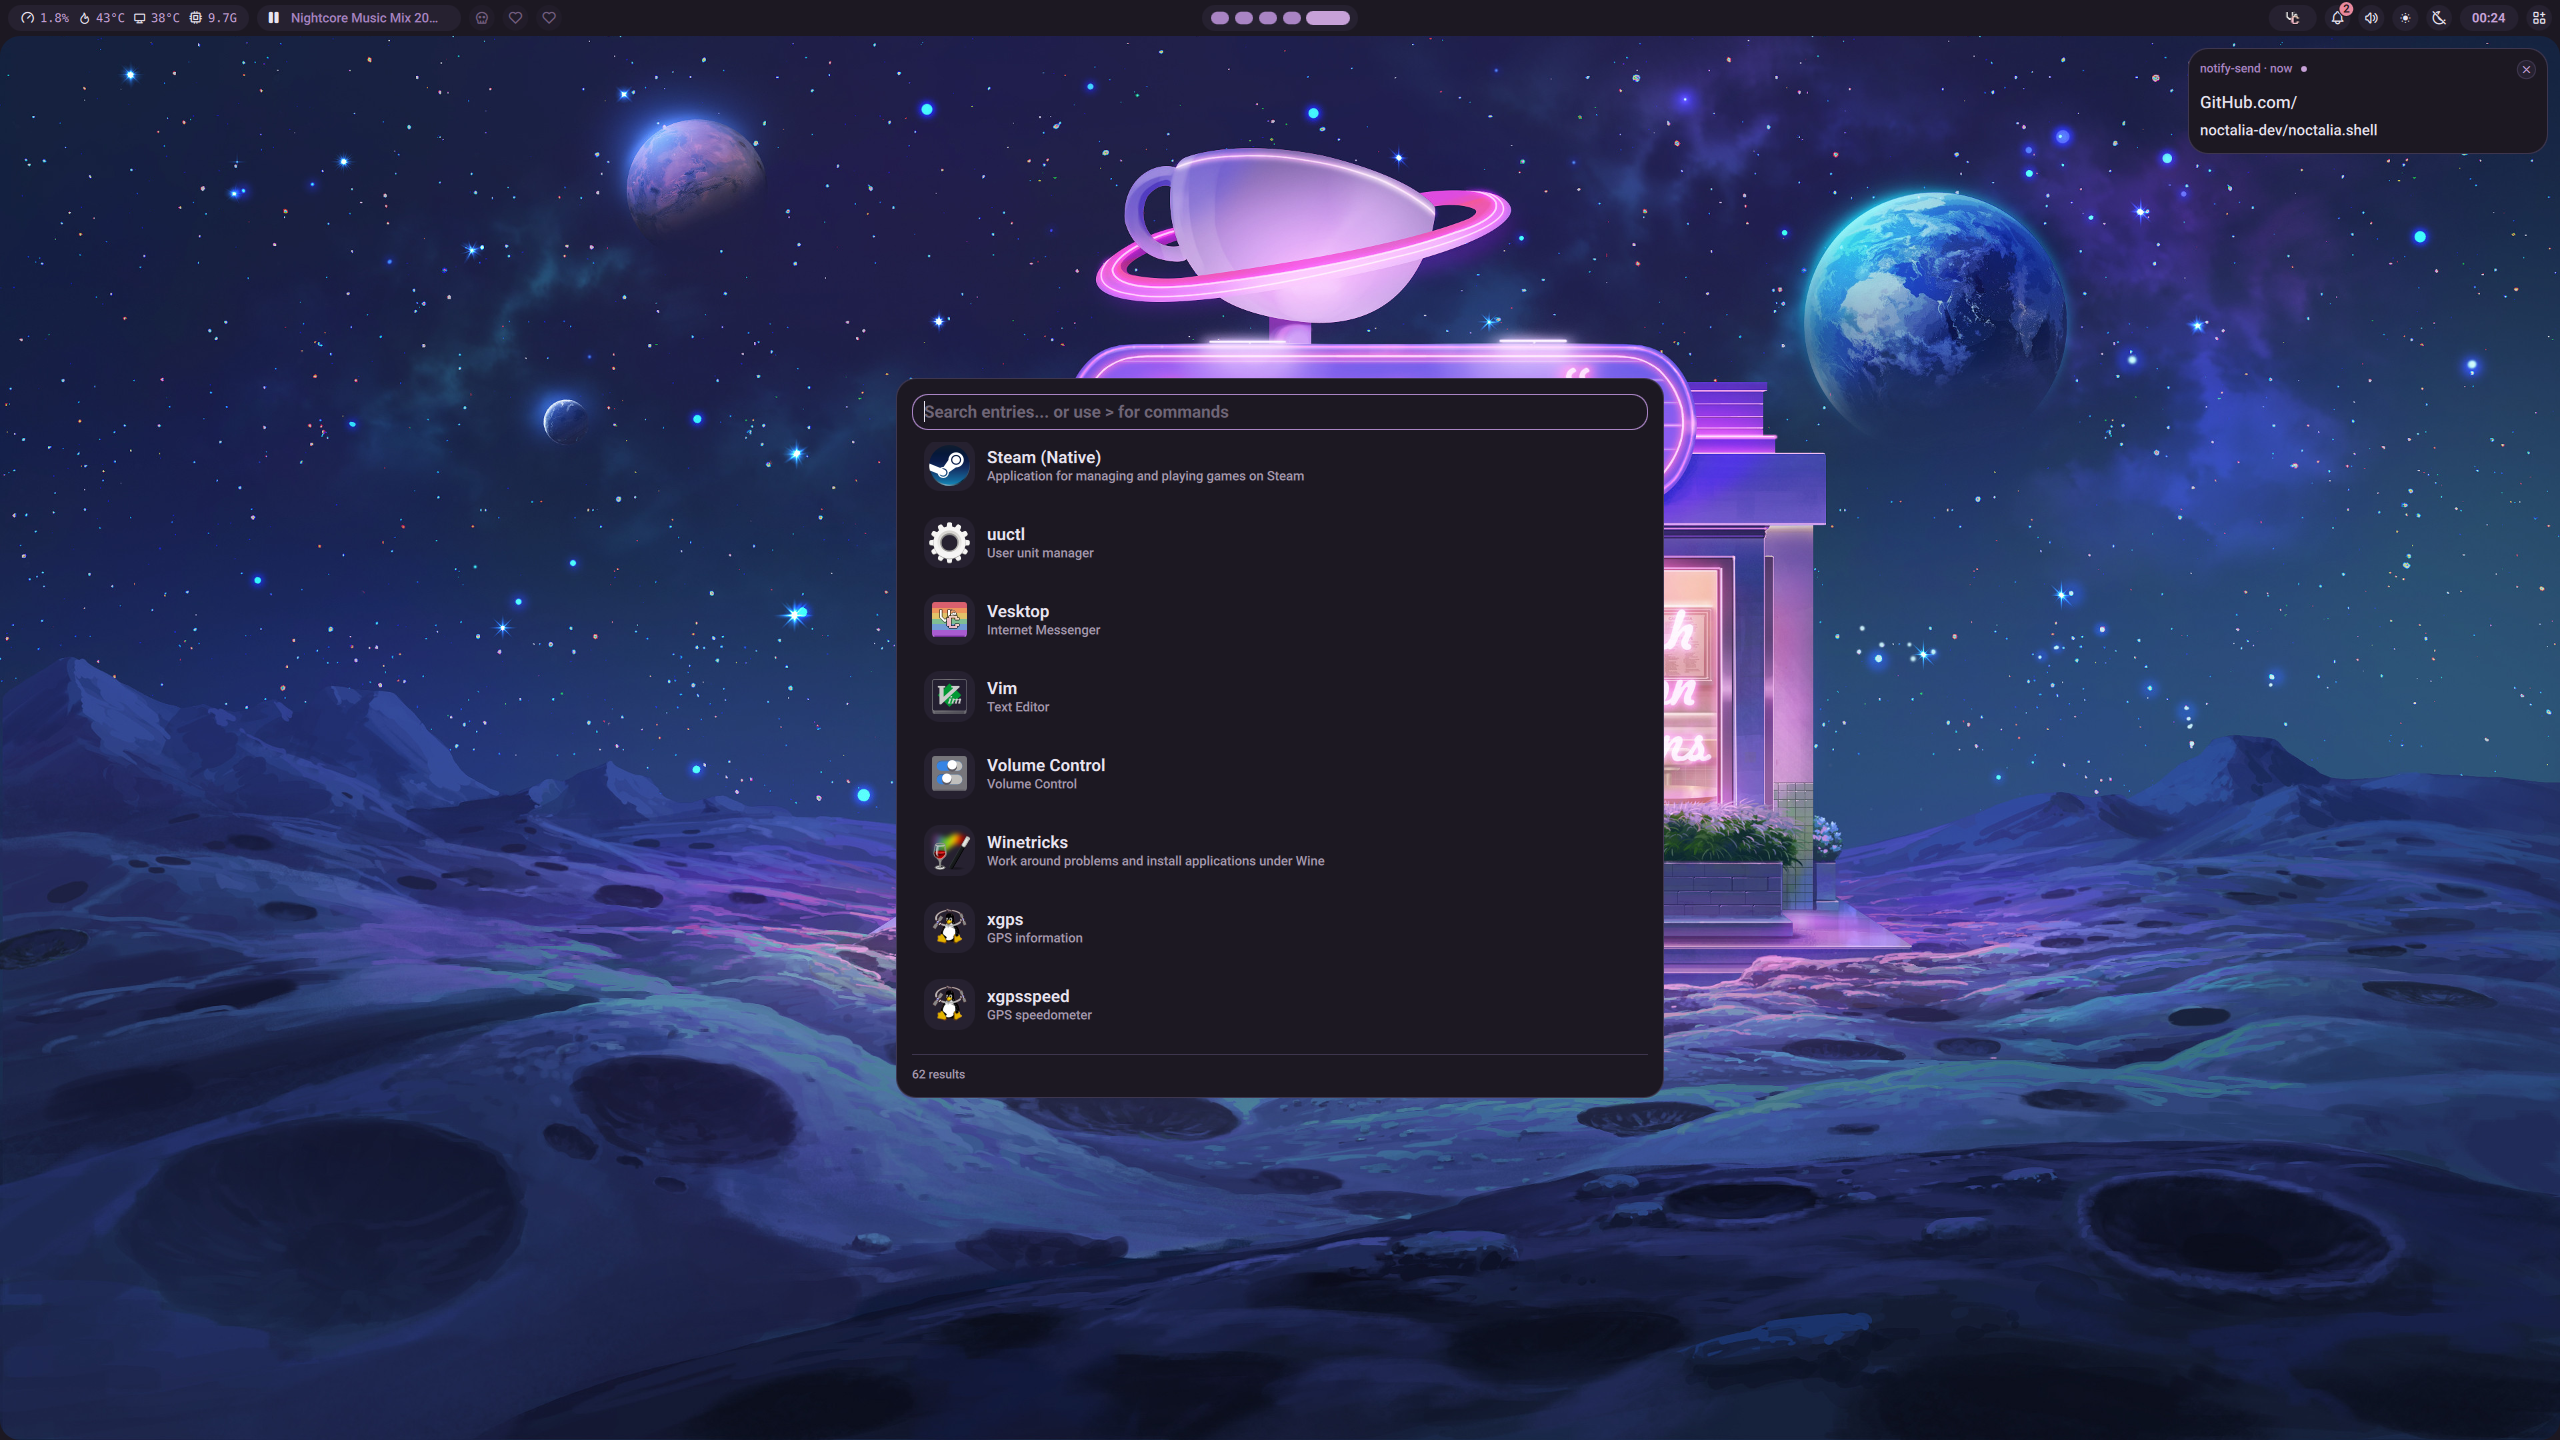 1.8% 43°C 38°C 9.7G Nightcore Music Mix 20...
2
00:24
notify-send · now
GitHub.com/
noctalia-dev/noctalia.shell
Search entries... or use > for commands
Steam (Native)
Application for managing and playing games on Steam
uuctl
User unit manager
Vesktop
Internet Messenger
Vim
Text Editor
Volume Control
Volume Control
Winetricks
Work around problems and install applications under Wine
xgps
GPS information
xgpsspeed
GPS speedometer
62 results